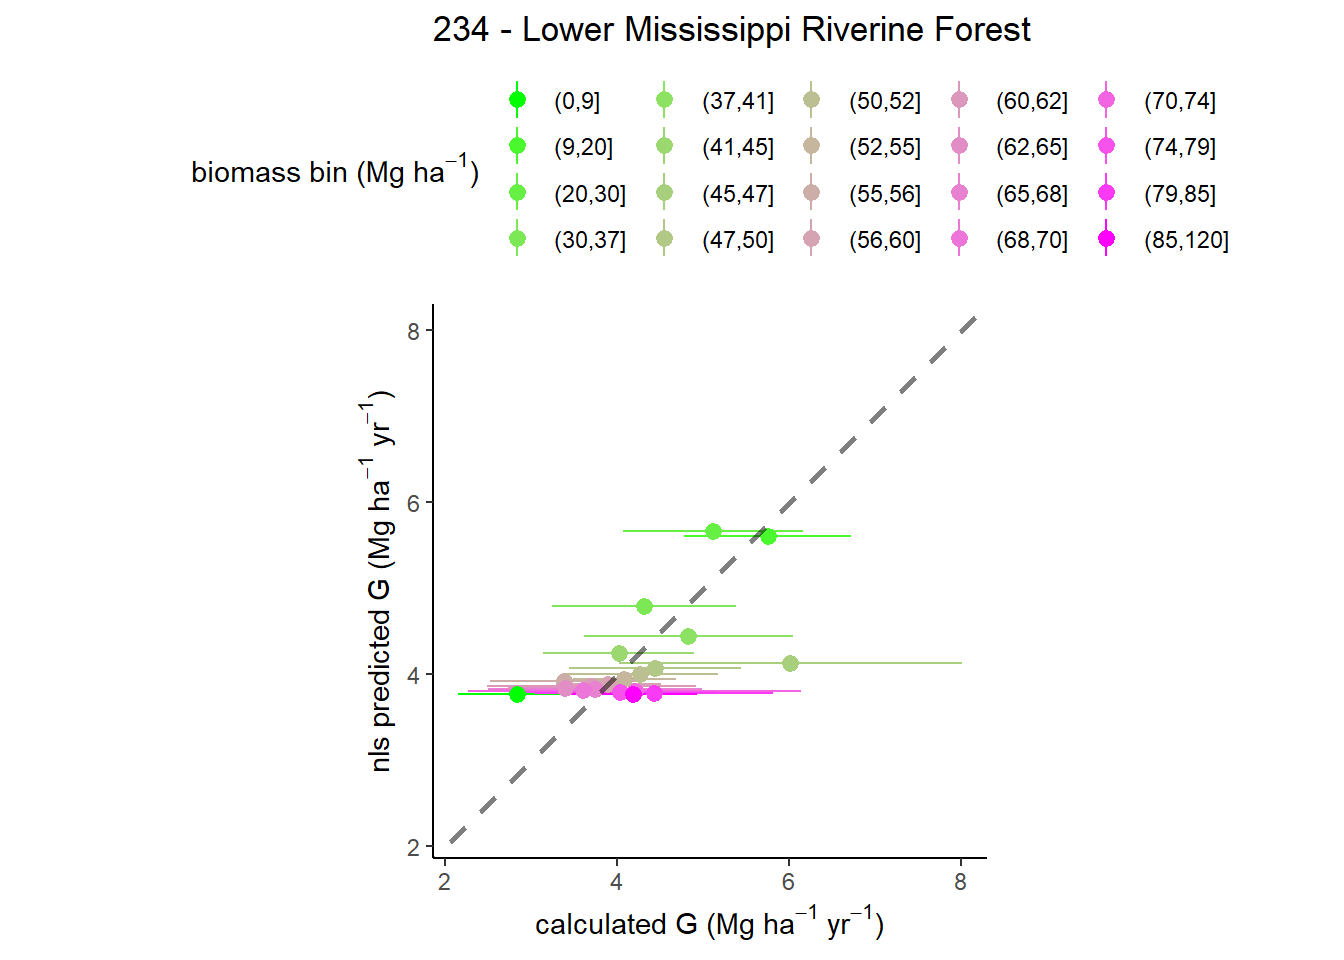 234 - Lower Mississippi Riverine Forest
biomass bin (Mg ha⁻¹)
(0,9] (37,41] (50,52] (60,62] (70,74]
(9,20] (41,45] (52,55] (62,65] (74,79]
(20,30] (45,47] (55,56] (65,68] (79,85]
(30,37] (47,50] (56,60] (68,70] (85,120]
nls predicted G (Mg ha⁻¹ yr⁻¹)
8
6
4
2
2 4 6 8
calculated G (Mg ha⁻¹ yr⁻¹)